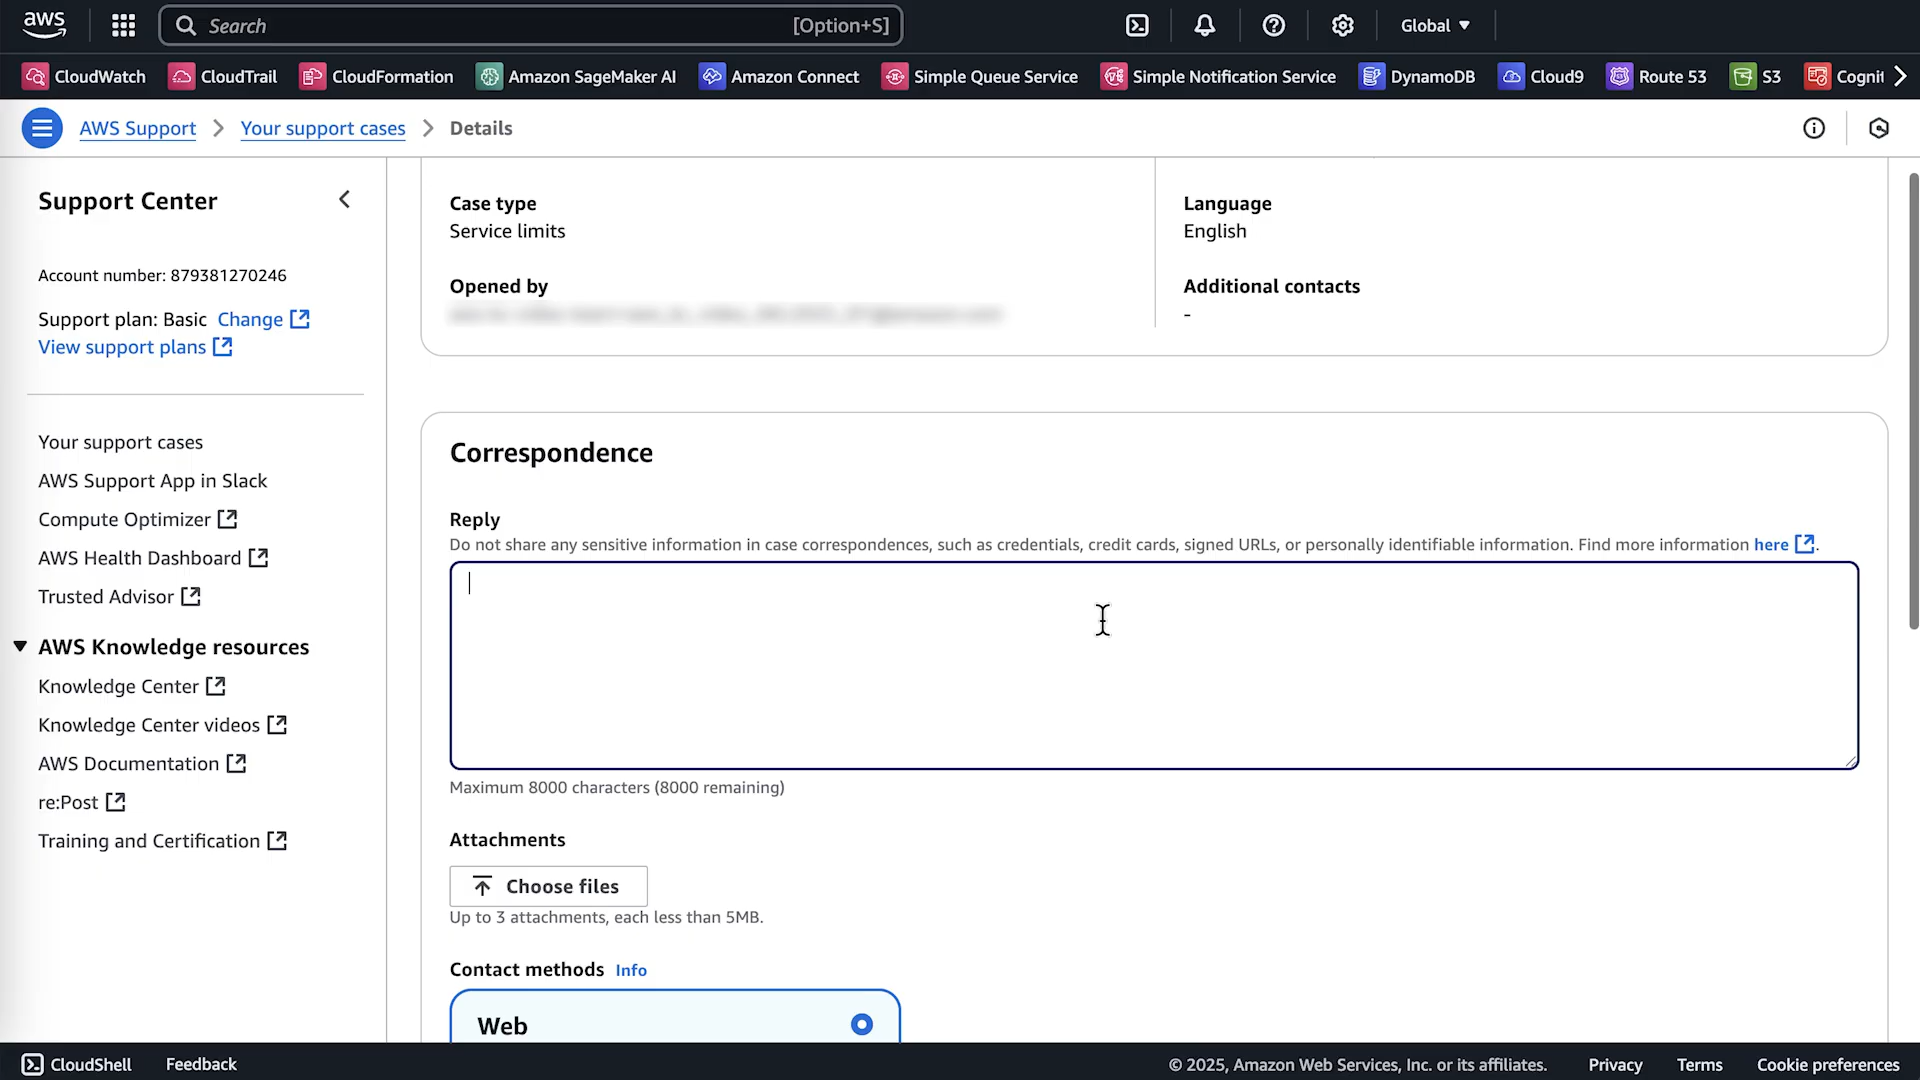 aws
Search [Option+S]
Global
CloudWatch CloudTrail CloudFormation Amazon SageMaker AI Amazon Connect Simple Queue Service Simple Notification Service DynamoDB Cloud9 Route 53 S3 Cognit
AWS Support > Your support cases > Details
Support Center
Account number: 879381270246
Support plan: Basic Change
View support plans
Your support cases
AWS Support App in Slack
Compute Optimizer
AWS Health Dashboard
Trusted Advisor
AWS Knowledge resources
Knowledge Center
Knowledge Center videos
AWS Documentation
re:Post
Training and Certification
Case type
Service limits
Language
English
Opened by
Additional contacts
-
Correspondence
Reply
Do not share any sensitive information in case correspondences, such as credentials, credit cards, signed URLs, or personally identifiable information. Find more information here.
Maximum 8000 characters (8000 remaining)
Attachments
Choose files
Up to 3 attachments, each less than 5MB.
Contact methods Info
Web
CloudShell Feedback © 2025, Amazon Web Services, Inc. or its affiliates. Privacy Terms Cookie preferences